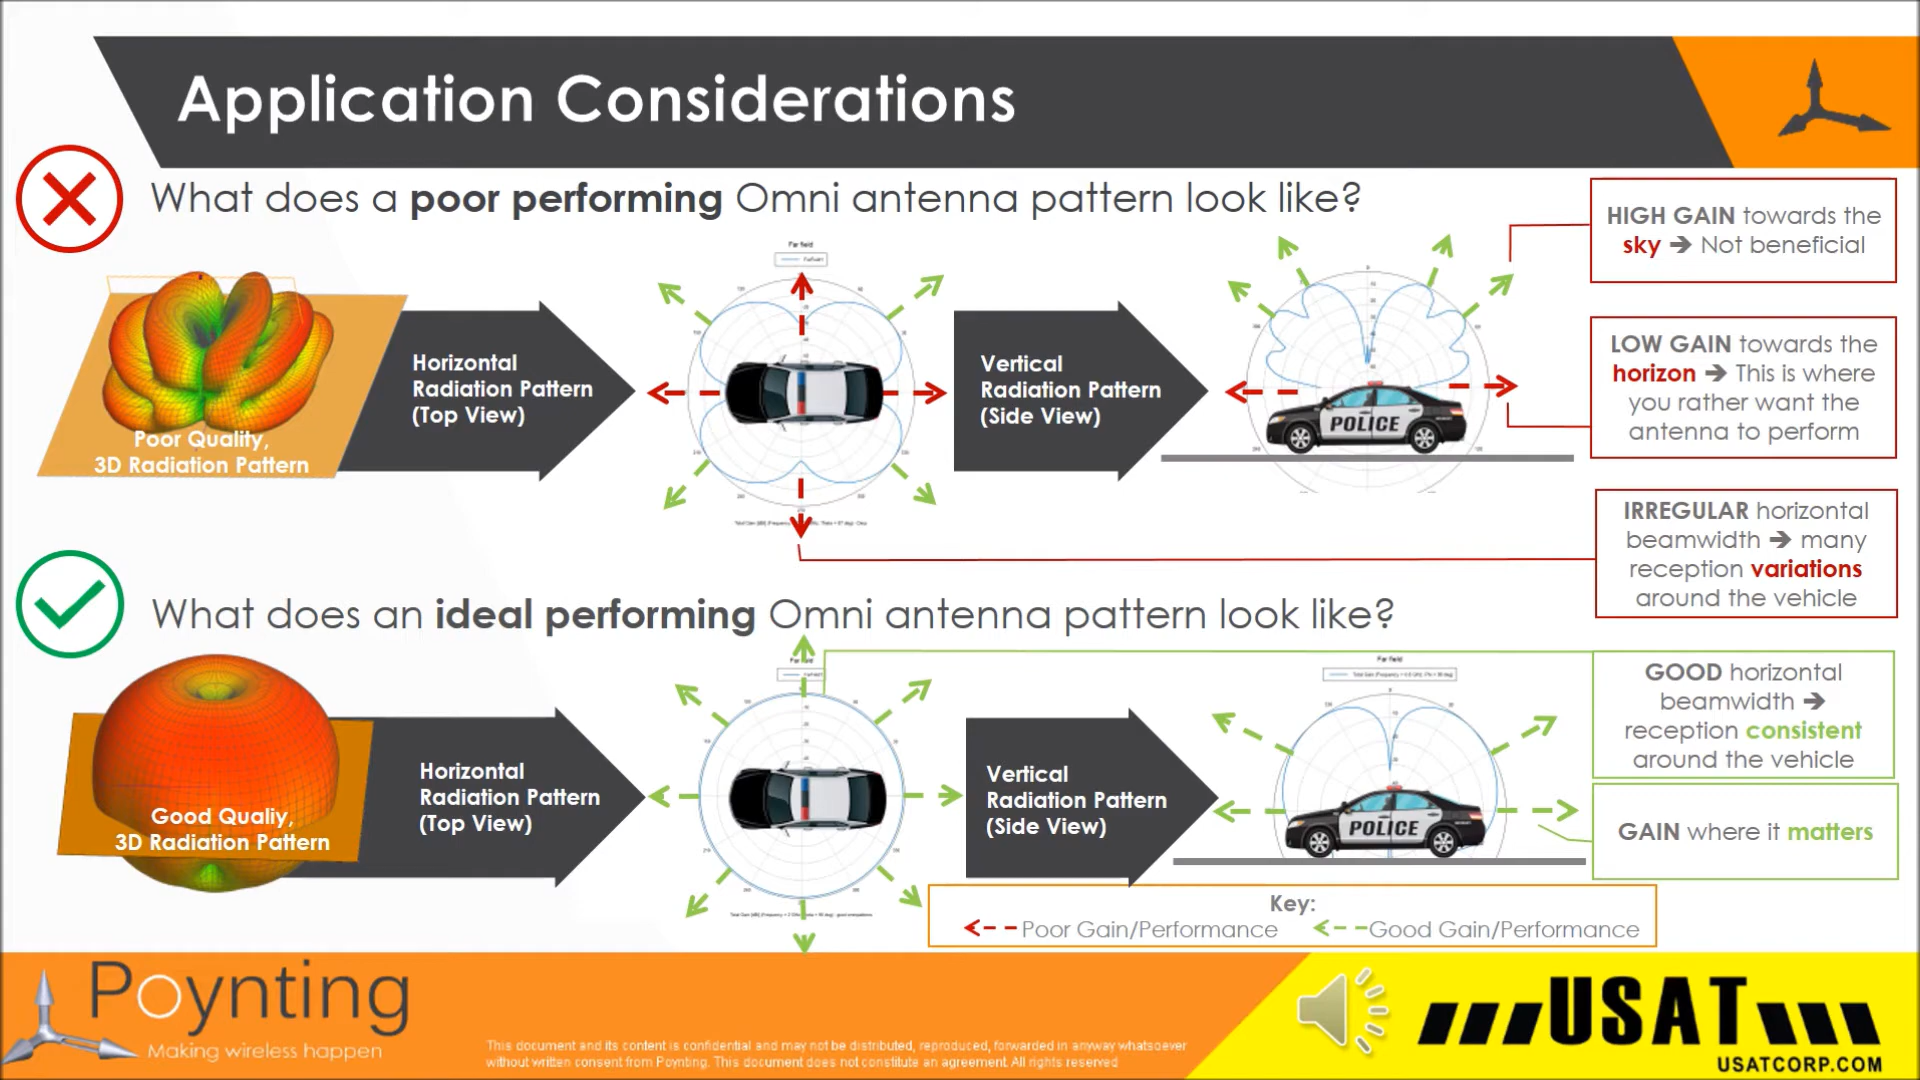 Application Considerations
What does a poor performing Omni antenna pattern look like?
HIGH GAIN towards the
sky ➔ Not beneficial
Far field
Poor Quality,
3D Radiation Pattern
Horizontal
Radiation Pattern
(Top View)
Vertical
Radiation Pattern
(Side View)
POLICE
LOW GAIN towards the
horizon ➔ This is where
you rather want the
antenna to perform
IRREGULAR horizontal
beamwidth ➔ many
reception variations
around the vehicle
What does an ideal performing Omni antenna pattern look like?
Far field
Good Qualiy,
3D Radiation Pattern
Horizontal
Radiation Pattern
(Top View)
Vertical
Radiation Pattern
(Side View)
POLICE
GOOD horizontal
beamwidth ➔
reception consistent
around the vehicle
GAIN where it matters
Key:
Poor Gain/Performance
Good Gain/Performance
Poynting
Making wireless happen
This document and its content is confidential and may not be distributed, reproduced, forwarded in anyway whatsoever
without written consent from Poynting. This document does not constitute an agreement. All rights reserved
USAT
USATCORP.COM